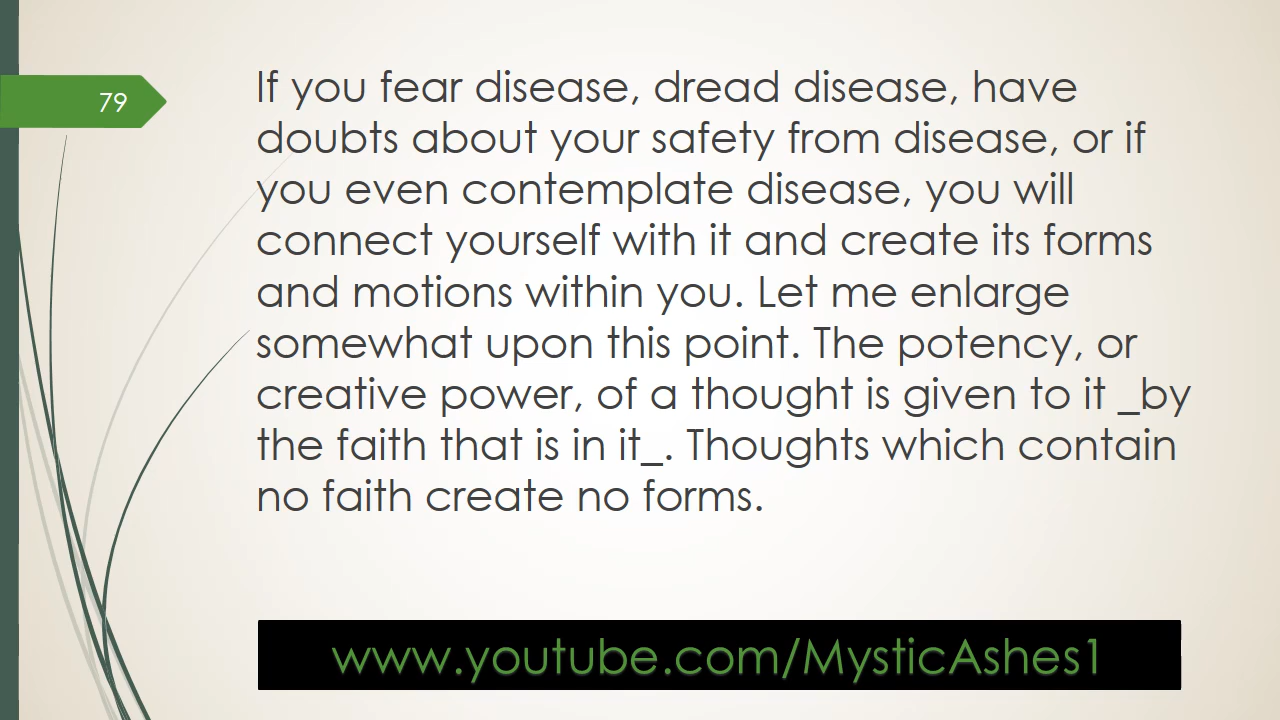 79
If you fear disease, dread disease, have
doubts about your safety from disease, or if
you even contemplate disease, you will
connect yourself with it and create its forms
and motions within you. Let me enlarge
somewhat upon this point. The potency, or
creative power, of a thought is given to it _by
the faith that is in it_. Thoughts which contain
no faith create no forms.
www.youtube.com/MysticAshes1